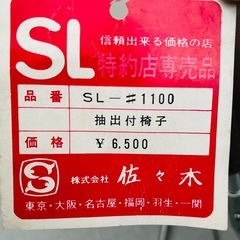 SL
信頼出来る価格の店
特約店専売品
品番 SL-♯1100
抽出付椅子
価格 ¥6.500
S 株式会社 佐々木
東京・大阪・名古屋・福岡・羽生・一関